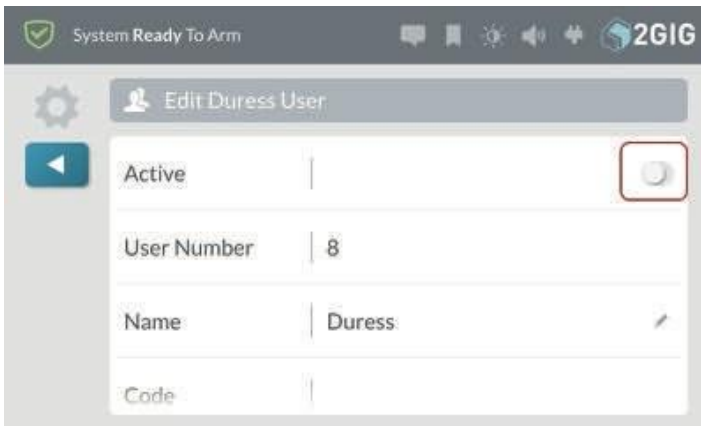 System Ready To Arm
2GIG
Edit Duress User
Active
User Number 8
Name Duress
Code